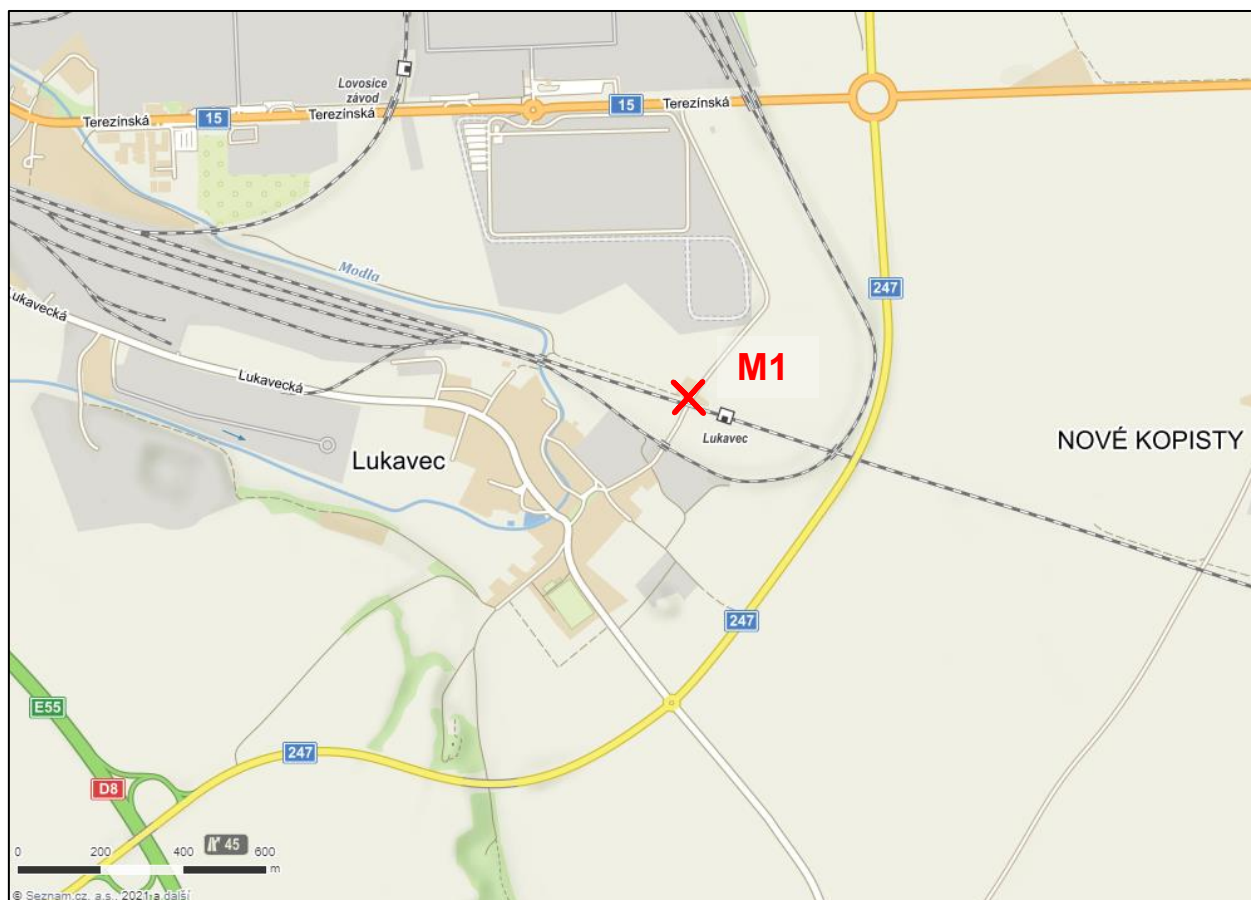 Lovosice
závod
Terezínská
15
Terezínská
15
Terezínská
Modla
247
Lukavecká
M1
Lukavecká
Lukavec
NOVÉ KOPISTY
Lukavec
247
E55
247
D8
45
0 200 400 600
m
© Seznam.cz, a.s., 2021 a další